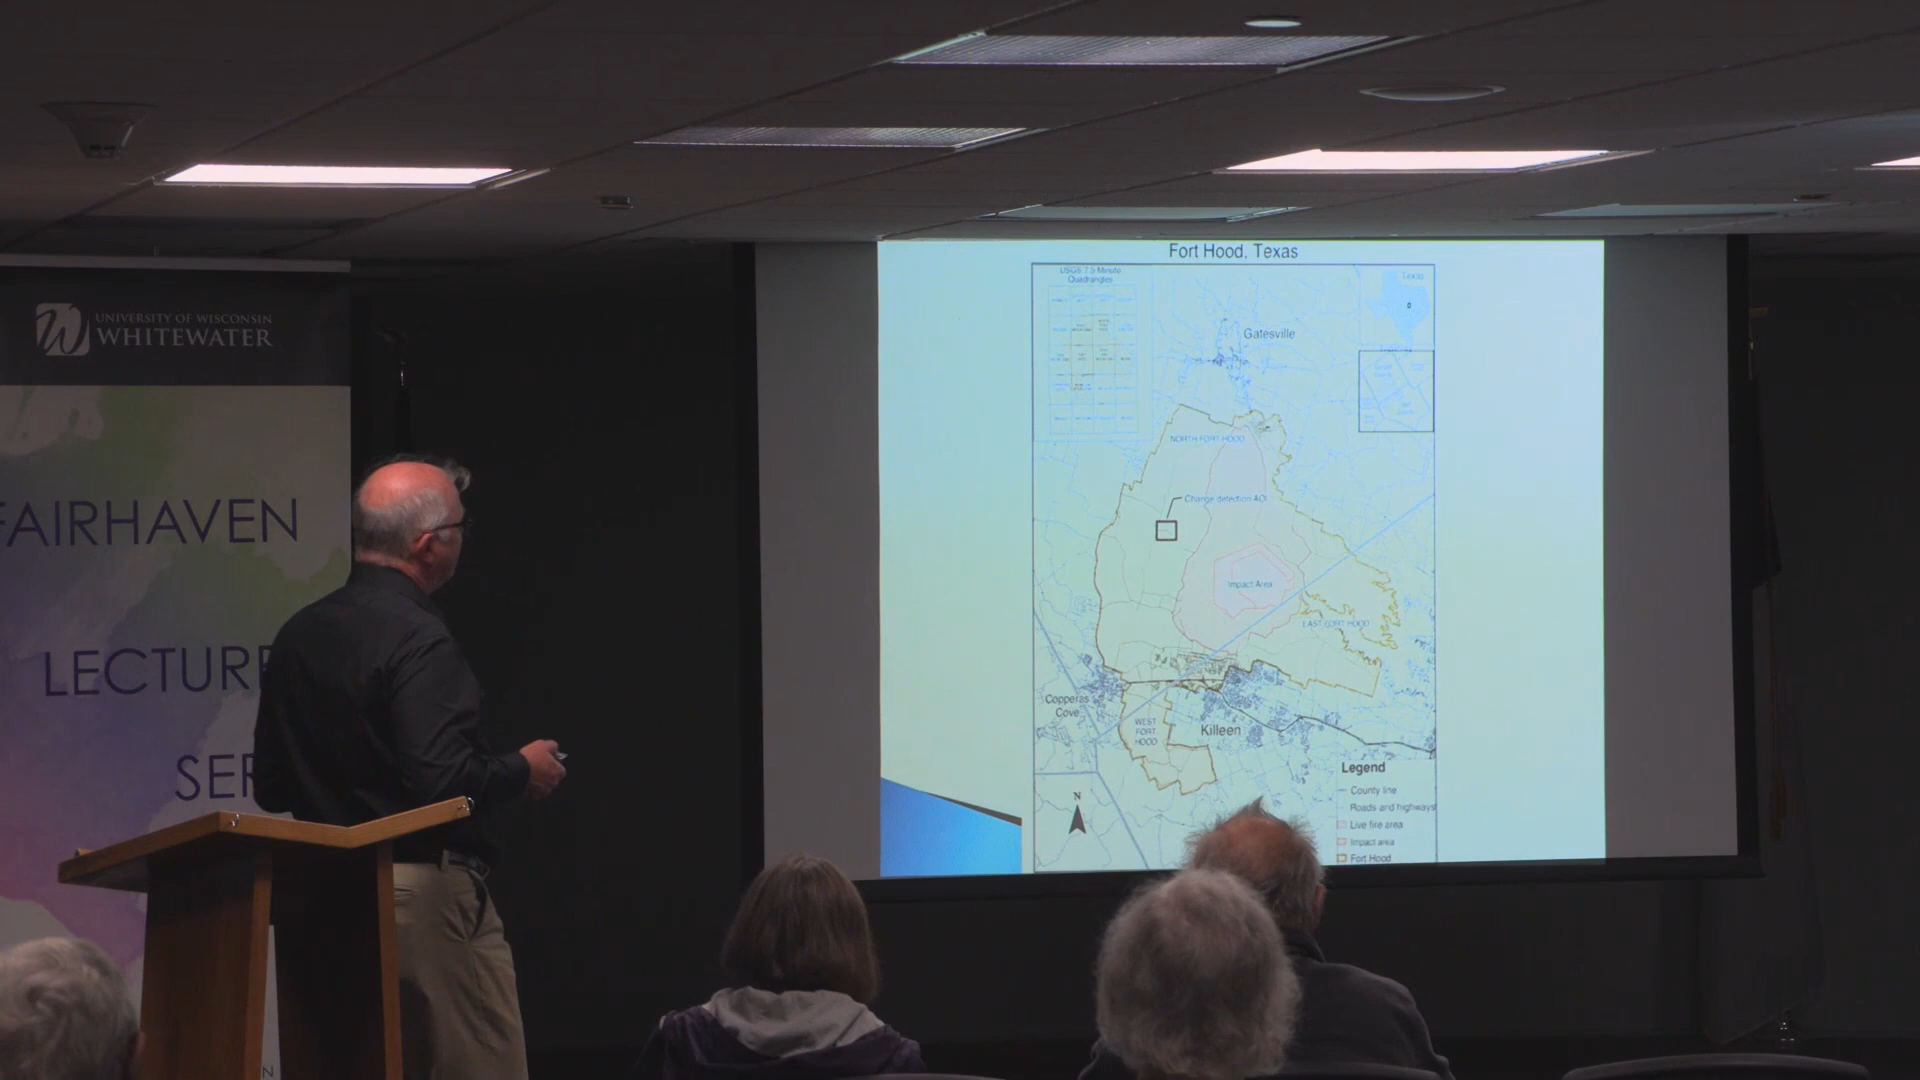 UNIVERSITY OF WISCONSIN
WHITEWATER
FAIRHAVEN
LECTURE
SER
N
Fort Hood, Texas
USGS 7.5 Minute
Quadrangles
Texas
Gatesville
NORTH FORT HOOD
Change detection AOI
Impact Area
EAST FORT HOOD
Copperas
Cove
WEST
FORT
HOOD
Killeen
N
Legend
County line
Roads and highways
Live fire area
Impact area
Fort Hood